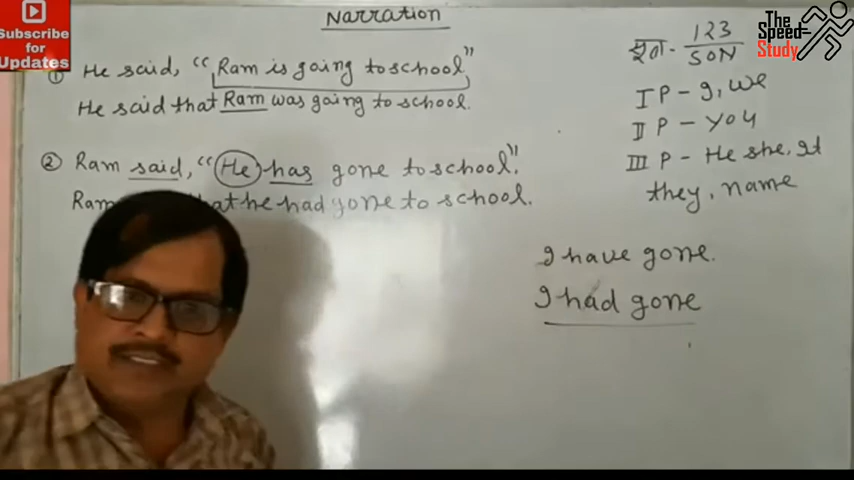 Subscribe
for
Updates
Narration
The
Speed
Study
① He said, “Ram is going to school”
He said that Ram was going to school.
② Ram said, “He has gone to school”.
Ram that he had gone to school.
सूत्र - 123
SON
I P - I, we
II P - You
III P - He she, It
they, name
I have gone.
I had gone